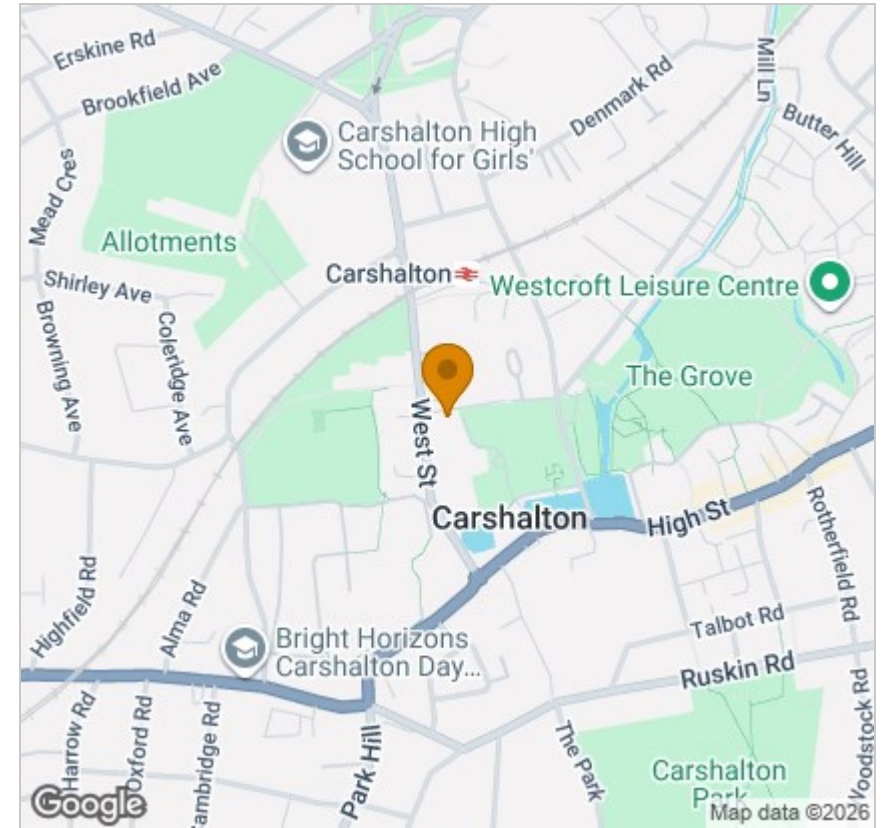 Erskine Rd
Brookfield Ave
Mead Cres
Carshalton High
School for Girls'
Denmark Rd
Mill Ln
Butter Hill
Allotments
Shirley Ave
Carshalton
Westcroft Leisure Centre
Browning Ave
Coleridge Ave
The Grove
West St
Carshalton
High St
Rotherfield Rd
Highfield Rd
Alma Rd
Bright Horizons
Carshalton Day...
Talbot Rd
Ruskin Rd
Harrow Rd
Oxford Rd
Cambridge Rd
Park Hill
The Park
Woodstock Rd
Carshalton
Park
Google
Map data ©2026